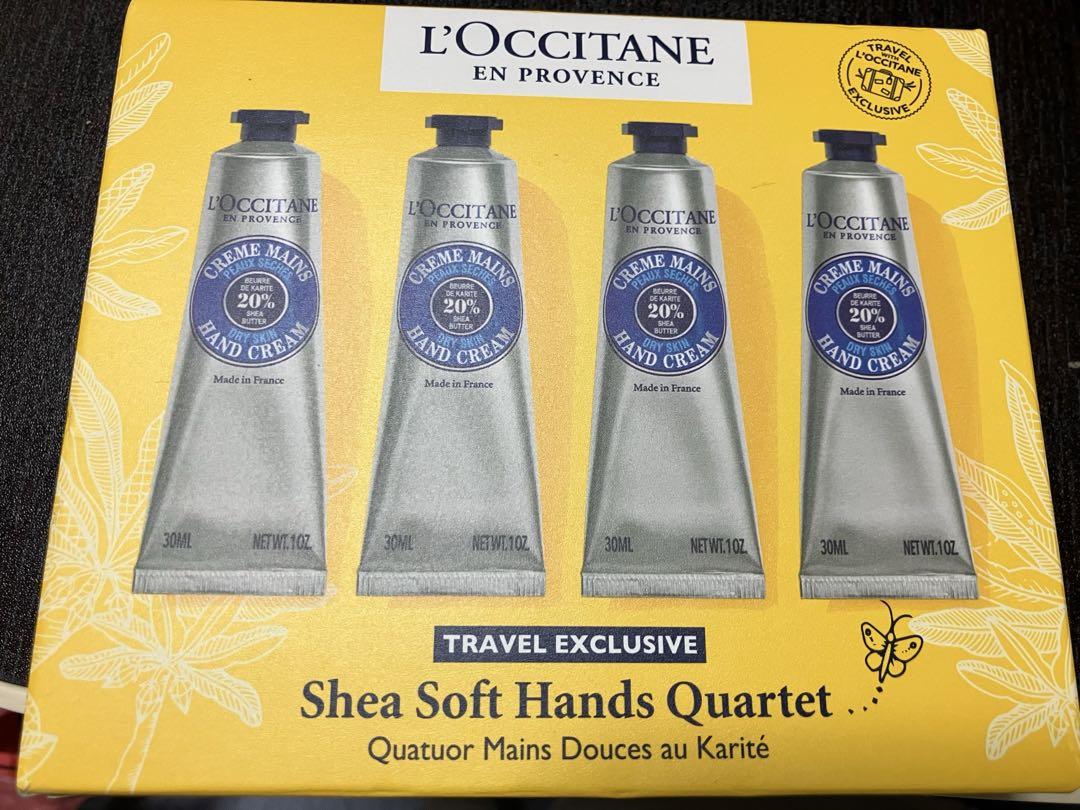 L'OCCITANE
EN PROVENCE
TRAVEL
WITH
L'OCCITANE
EXCLUSIVE
L'OCCITANE
EN PROVENCE
CREME MAINS
PEAUX SECHES
BEURRE
DE KARITE
20%
SHEA
BUTTER
DRY SKIN
HAND CREAM
Made in France
30ML NET WT.1OZ.
L'OCCITANE
EN PROVENCE
CREME MAINS
PEAUX SECHES
BEURRE
DE KARITE
20%
SHEA
BUTTER
DRY SKIN
HAND CREAM
Made in France
30ML NET WT.1OZ.
L'OCCITANE
EN PROVENCE
CREME MAINS
PEAUX SECHES
BEURRE
DE KARITE
20%
SHEA
BUTTER
DRY SKIN
HAND CREAM
Made in France
30ML NET WT.1OZ.
L'OCCITANE
EN PROVENCE
CREME MAINS
PEAUX SECHES
BEURRE
DE KARITE
20%
SHEA
BUTTER
DRY SKIN
HAND CREAM
Made in France
30ML NET WT.1OZ.
TRAVEL EXCLUSIVE
Shea Soft Hands Quartet
Quatuor Mains Douces au Karité